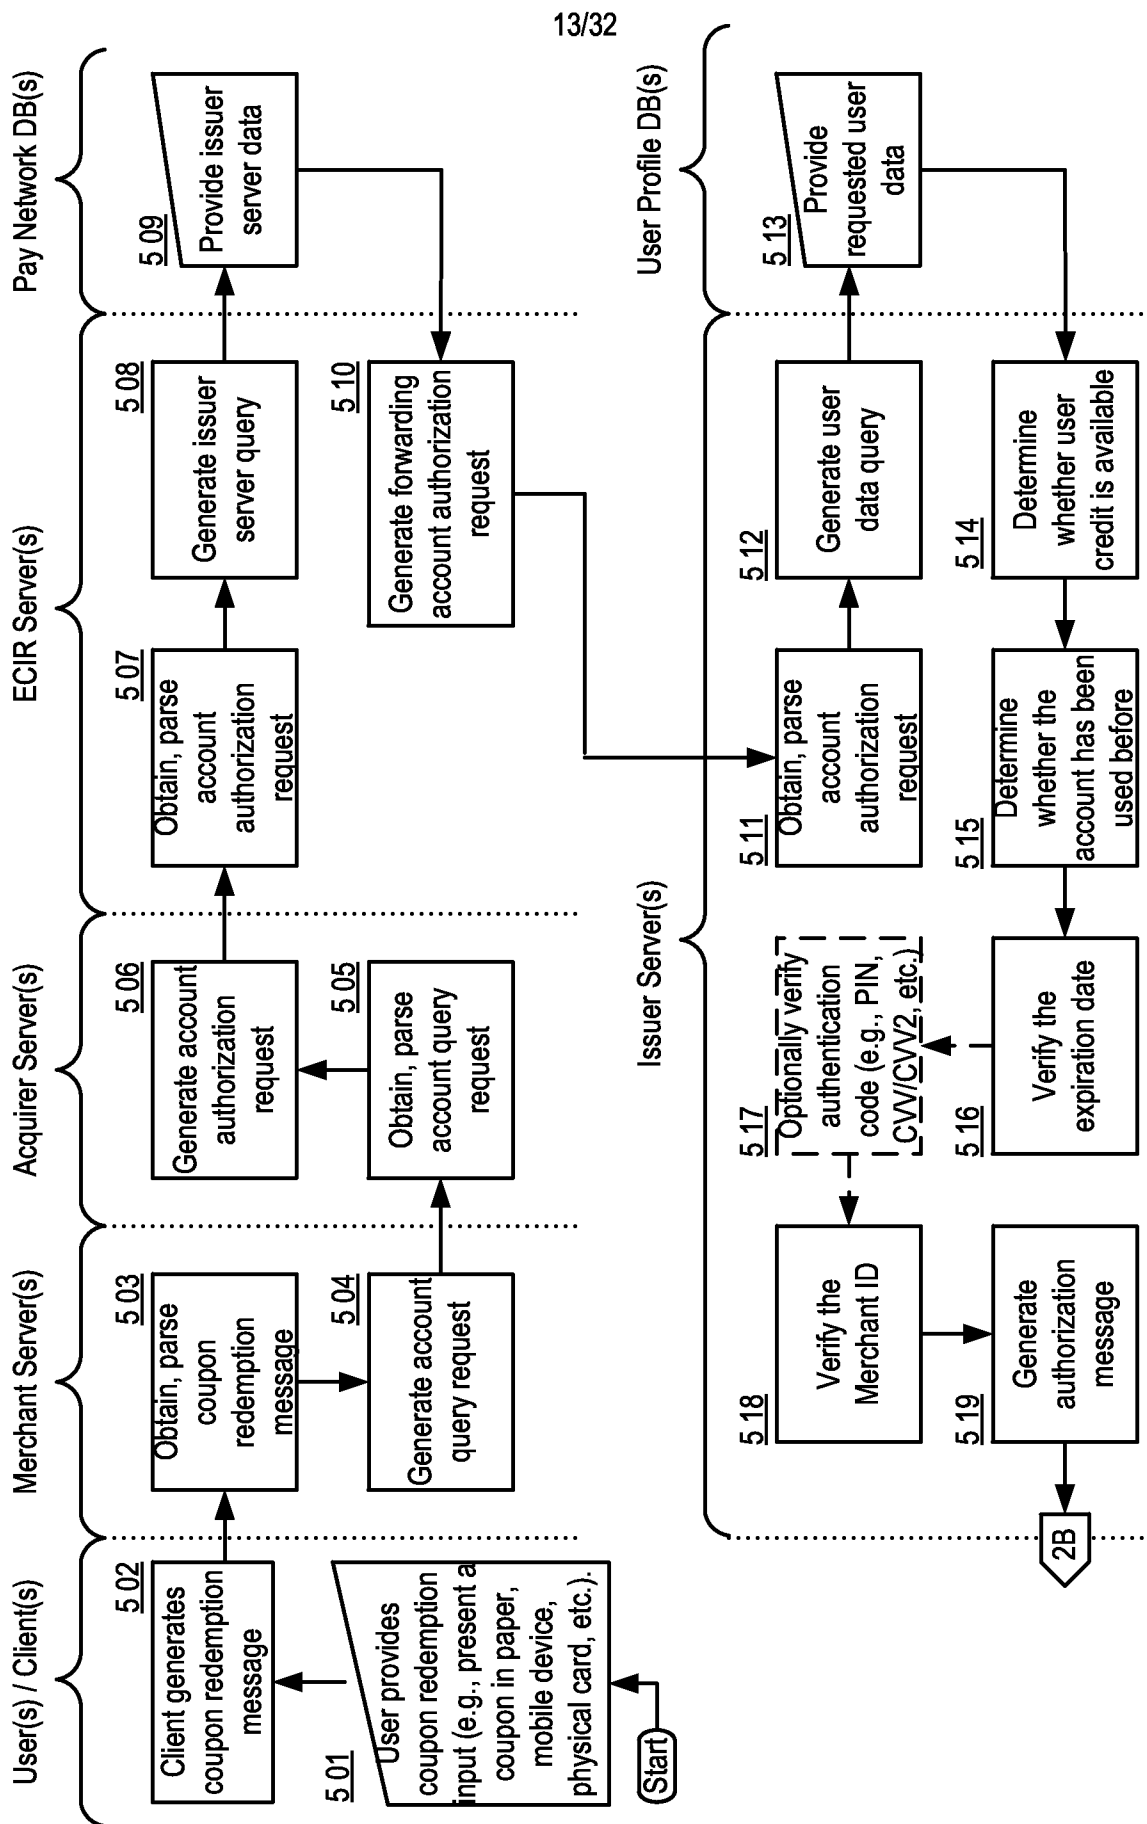 13/32
User(s) / Client(s)
Merchant Server(s)
Acquirer Server(s)
ECIR Server(s)
Pay Network DB(s)
Start
5 01
User provides
coupon redemption
input (e.g., present a
coupon in paper,
mobile device,
physical card, etc.).
5 02
Client generates
coupon redemption
message
5 03
Obtain, parse
coupon
redemption
message
5 04
Generate account
query request
5 05
Obtain, parse
account query
request
5 06
Generate account
authorization
request
5 07
Obtain, parse
account
authorization
request
5 08
Generate issuer
server query
5 09
Provide issuer
server data
5 10
Generate forwarding
account authorization
request
Issuer Server(s)
User Profile DB(s)
5 11
Obtain, parse
account
authorization
request
5 12
Generate user
data query
5 13
Provide
requested user
data
5 14
Determine
whether user
credit is available
5 15
Determine
whether the
account has been
used before
5 16
Verify the
expiration date
5 17
Optionally verify
authentication
code (e.g., PIN,
CVV/CVV2, etc.)
5 18
Verify the
Merchant ID
5 19
Generate
authorization
message
2B